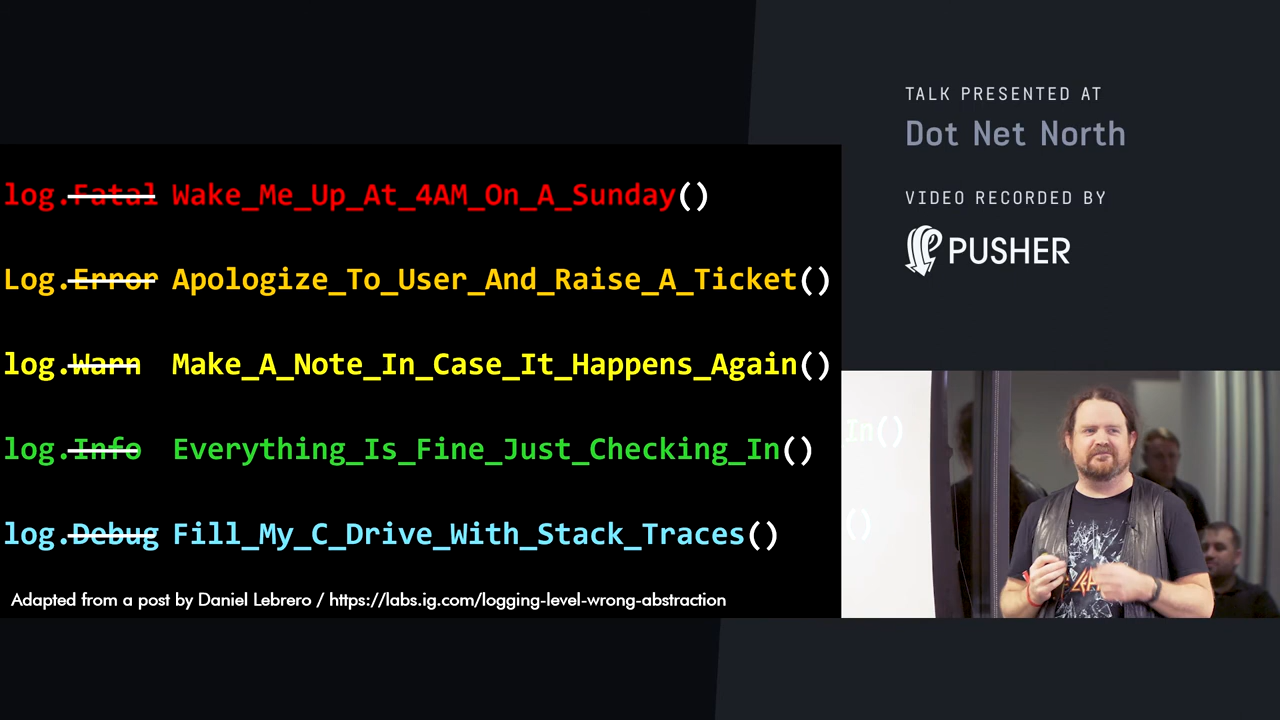 log.Fatal Wake_Me_Up_At_4AM_On_A_Sunday()
Log.Error Apologize_To_User_And_Raise_A_Ticket()
log.Warn Make_A_Note_In_Case_It_Happens_Again()
log.Info Everything_Is_Fine_Just_Checking_In()
log.Debug Fill_My_C_Drive_With_Stack_Traces()
Adapted from a post by Daniel Lebrero / https://labs.ig.com/logging-level-wrong-abstraction
TALK PRESENTED AT
Dot Net North
VIDEO RECORDED BY
PUSHER
In()
()